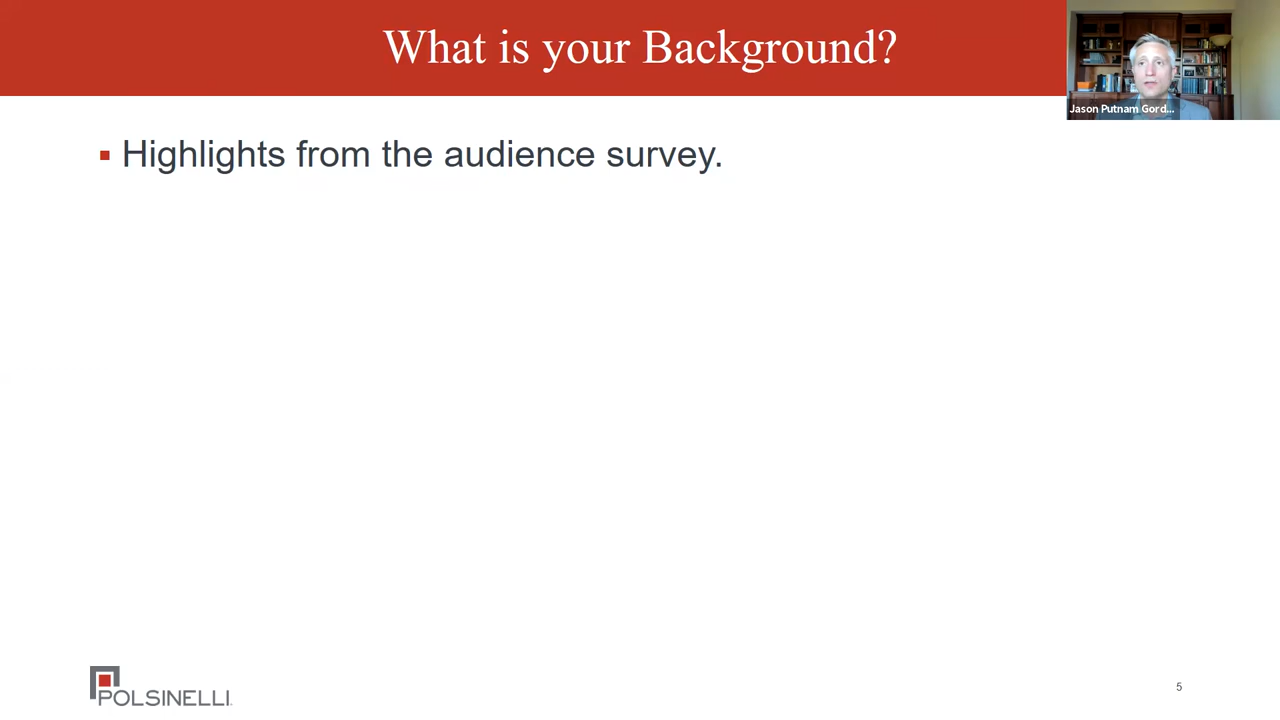 What is your Background?
Jason Putnam Gord...
Highlights from the audience survey.
POLSINELLI
5